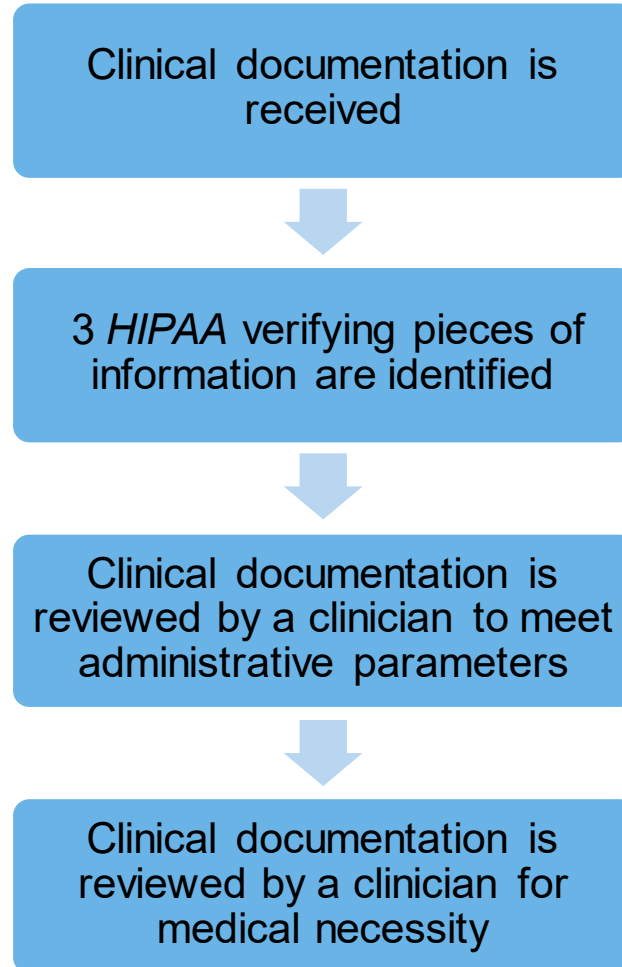 Clinical documentation is
received
3 HIPAA verifying pieces of
information are identified
Clinical documentation is
reviewed by a clinician to meet
administrative parameters
Clinical documentation is
reviewed by a clinician for
medical necessity